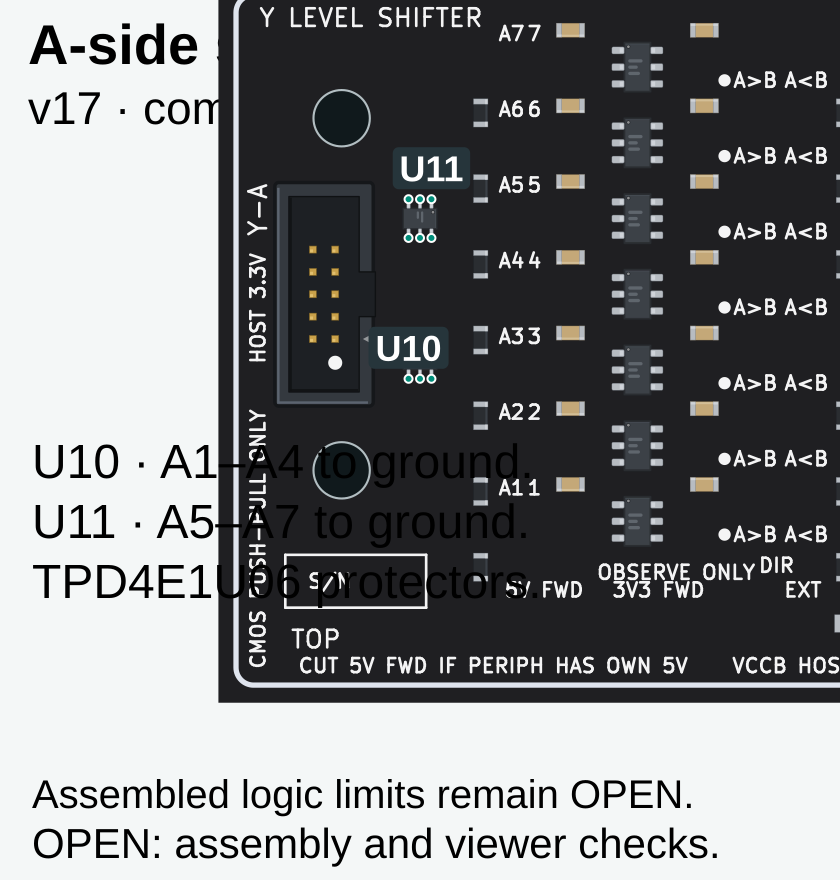 A-side
v17 · com
Y LEVEL SHIFTER
A77
A>B A<B
A66
A>B A<B
U11
A55
A>B A<B
HOST 3.3V Y–A
A44
A>B A<B
U10
A33
A>B A<B
A22
A>B A<B
CMOS PUSH-PULL ONLY
U10 · A1–A4 to ground.
A11
U11 · A5–A7 to ground.
A>B A<B
OBSERVE ONLY DIR
TPD4E1U06 protectors.
S/N
5V FWD 3V3 FWD EXT
TOP
CUT 5V FWD IF PERIPH HAS OWN 5V VCCB HOS
Assembled logic limits remain OPEN.
OPEN: assembly and viewer checks.